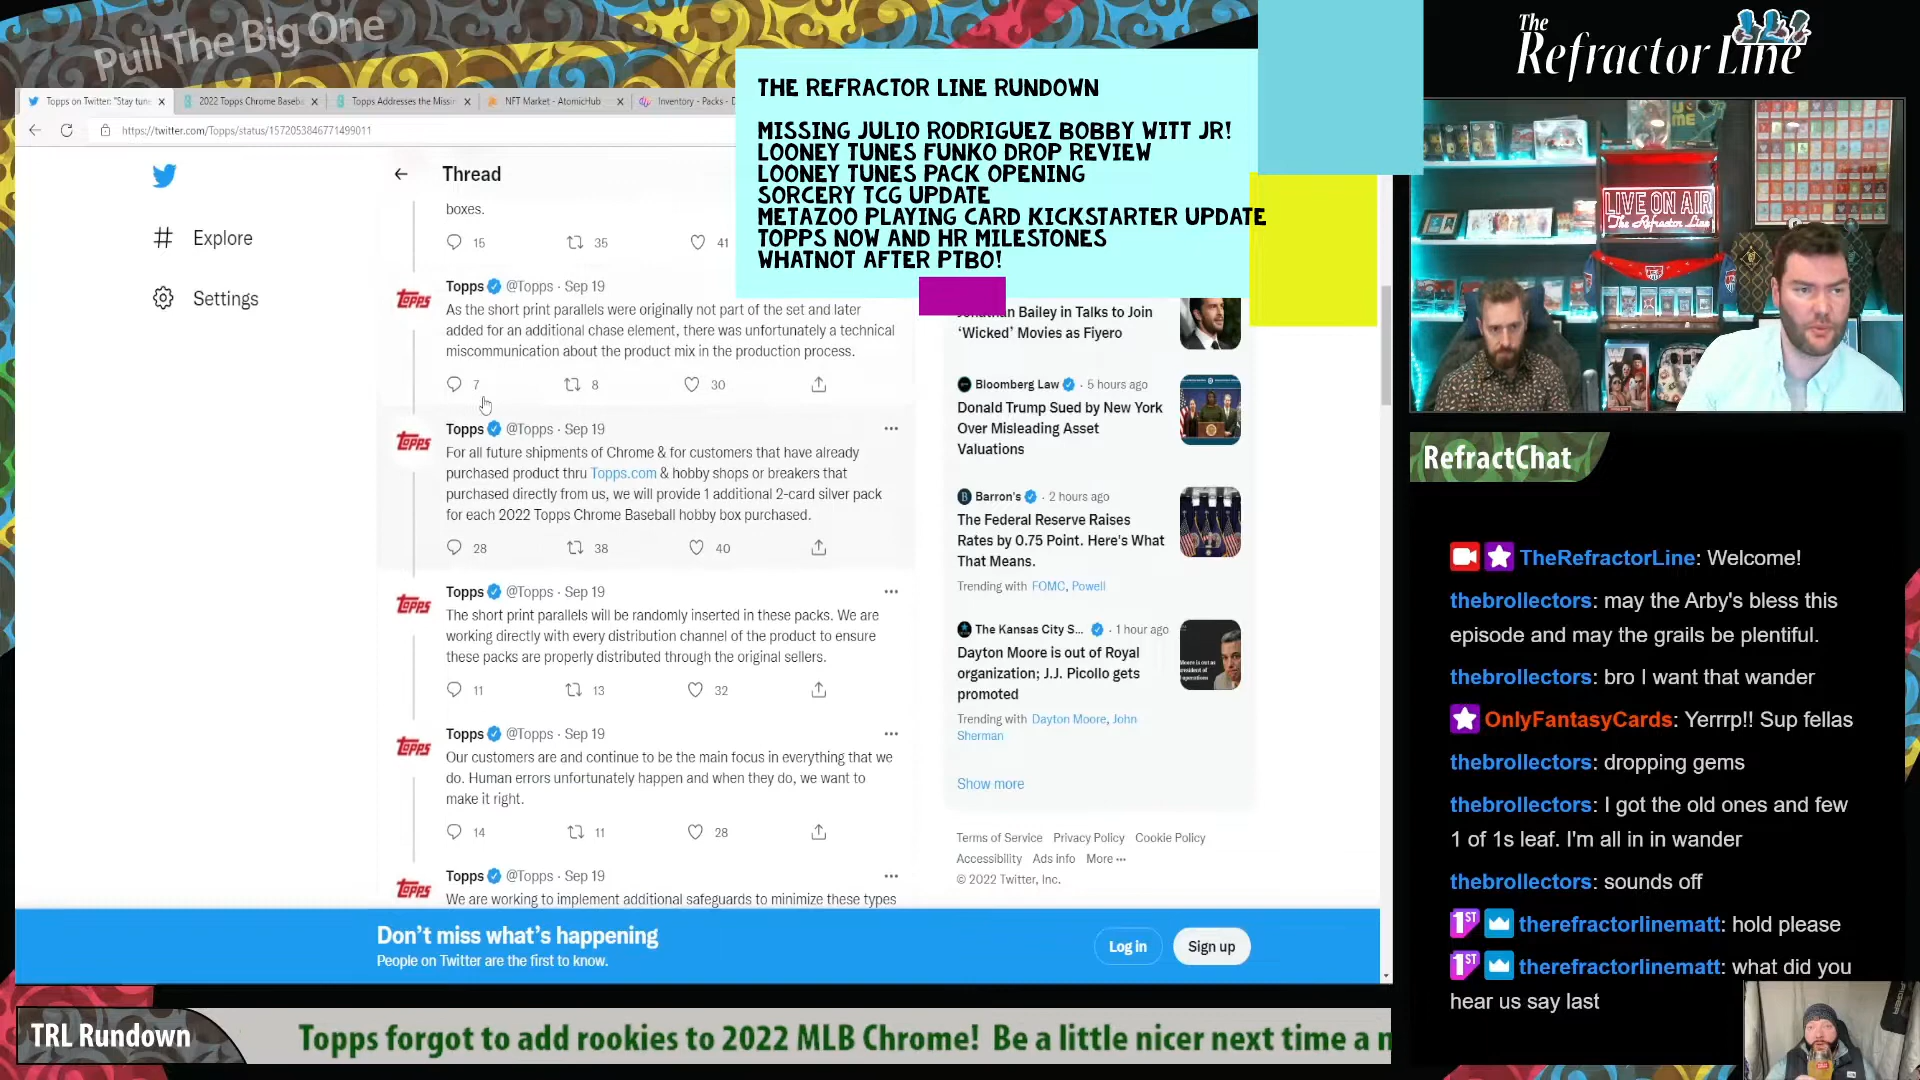 Pull The Big One
Topps on Twitter: "Stay tune
2022 Topps Chrome Baseba
Topps Addresses the Missi
NFT Market - AtomicHub
Inventory - Packs - D
https://twitter.com/Topps/status/1572053846771499011
THE REFRACTOR LINE RUNDOWN
MISSING JULIO RODRIGUEZ BOBBY WITT JR!
LOONEY TUNES FUNKO DROP REVIEW
LOONEY TUNES PACK OPENING
SORCERY TCG UPDATE
METAZOO PLAYING CARD KICKSTARTER UPDATE
TOPPS NOW AND HR MILESTONES
WHATNOT AFTER PTBO!
Explore
Settings
Thread
boxes.
15 35 41
Topps @Topps · Sep 19
As the short print parallels were originally not part of the set and later
added for an additional chase element, there was unfortunately a technical
miscommunication about the product mix in the production process.
7 8 30
Topps @Topps · Sep 19
For all future shipments of Chrome & for customers that have already
purchased product thru Topps.com & hobby shops or breakers that
purchased directly from us, we will provide 1 additional 2-card silver pack
for each 2022 Topps Chrome Baseball hobby box purchased.
28 38 40
Topps @Topps · Sep 19
The short print parallels will be randomly inserted in these packs. We are
working directly with every distribution channel of the product to ensure
these packs are properly distributed through the original sellers.
11 13 32
Topps @Topps · Sep 19
Our customers are and continue to be the main focus in everything that we
do. Human errors unfortunately happen and when they do, we want to
make it right.
14 11 28
Topps @Topps · Sep 19
We are working to implement additional safeguards to minimize these types
Jonathan Bailey in Talks to Join
‘Wicked’ Movies as Fiyero
Bloomberg Law · 5 hours ago
Donald Trump Sued by New York
Over Misleading Asset
Valuations
Barron's · 2 hours ago
The Federal Reserve Raises
Rates by 0.75 Point. Here's What
That Means.
Trending with FOMC, Powell
The Kansas City S... · 1 hour ago
Dayton Moore is out of Royal
organization; J.J. Picollo gets
promoted
Trending with Dayton Moore, John
Sherman
Show more
Terms of Service Privacy Policy Cookie Policy
Accessibility Ads info More ···
© 2022 Twitter, Inc.
Don’t miss what’s happening
People on Twitter are the first to know.
Log in
Sign up
TRL Rundown
Topps forgot to add rookies to 2022 MLB Chrome! Be a little nicer next time a
The
Refractor Line
LIVE ON AIR
The Refractor Line
RefractChat
TheRefractorLine: Welcome!
thebrollectors: may the Arby's bless this
episode and may the grails be plentiful.
thebrollectors: bro I want that wander
OnlyFantasyCards: Yerrrp!! Sup fellas
thebrollectors: dropping gems
thebrollectors: I got the old ones and few
1 of 1s leaf. I'm all in in wander
thebrollectors: sounds off
1ST therefractorlinematt: hold please
1ST therefractorlinematt: what did you
hear us say last